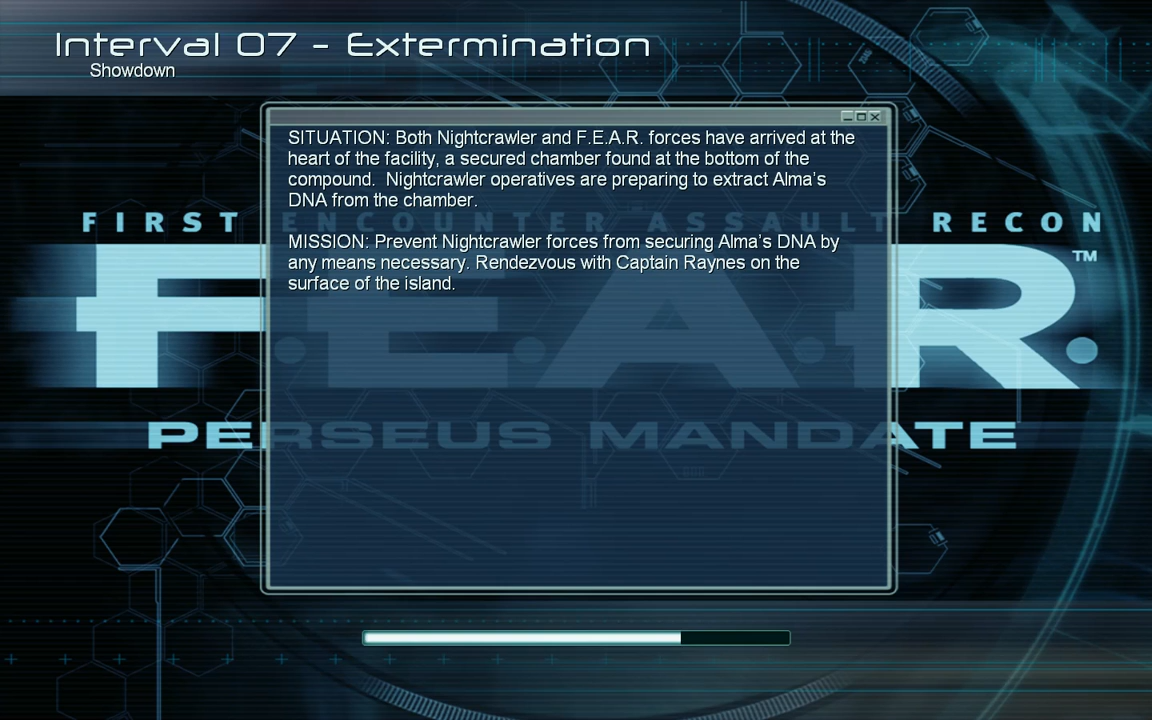 Interval 07 - Extermination
Showdown
SITUATION: Both Nightcrawler and F.E.A.R. forces have arrived at the
heart of the facility, a secured chamber found at the bottom of the
compound.  Nightcrawler operatives are preparing to extract Alma's
DNA from the chamber.
MISSION: Prevent Nightcrawler forces from securing Alma's DNA by
any means necessary. Rendezvous with Captain Raynes on the
surface of the island.
FIRST ENCOUNTER ASSAULT RECON
F.E.A.R.™
PERSEUS MANDATE